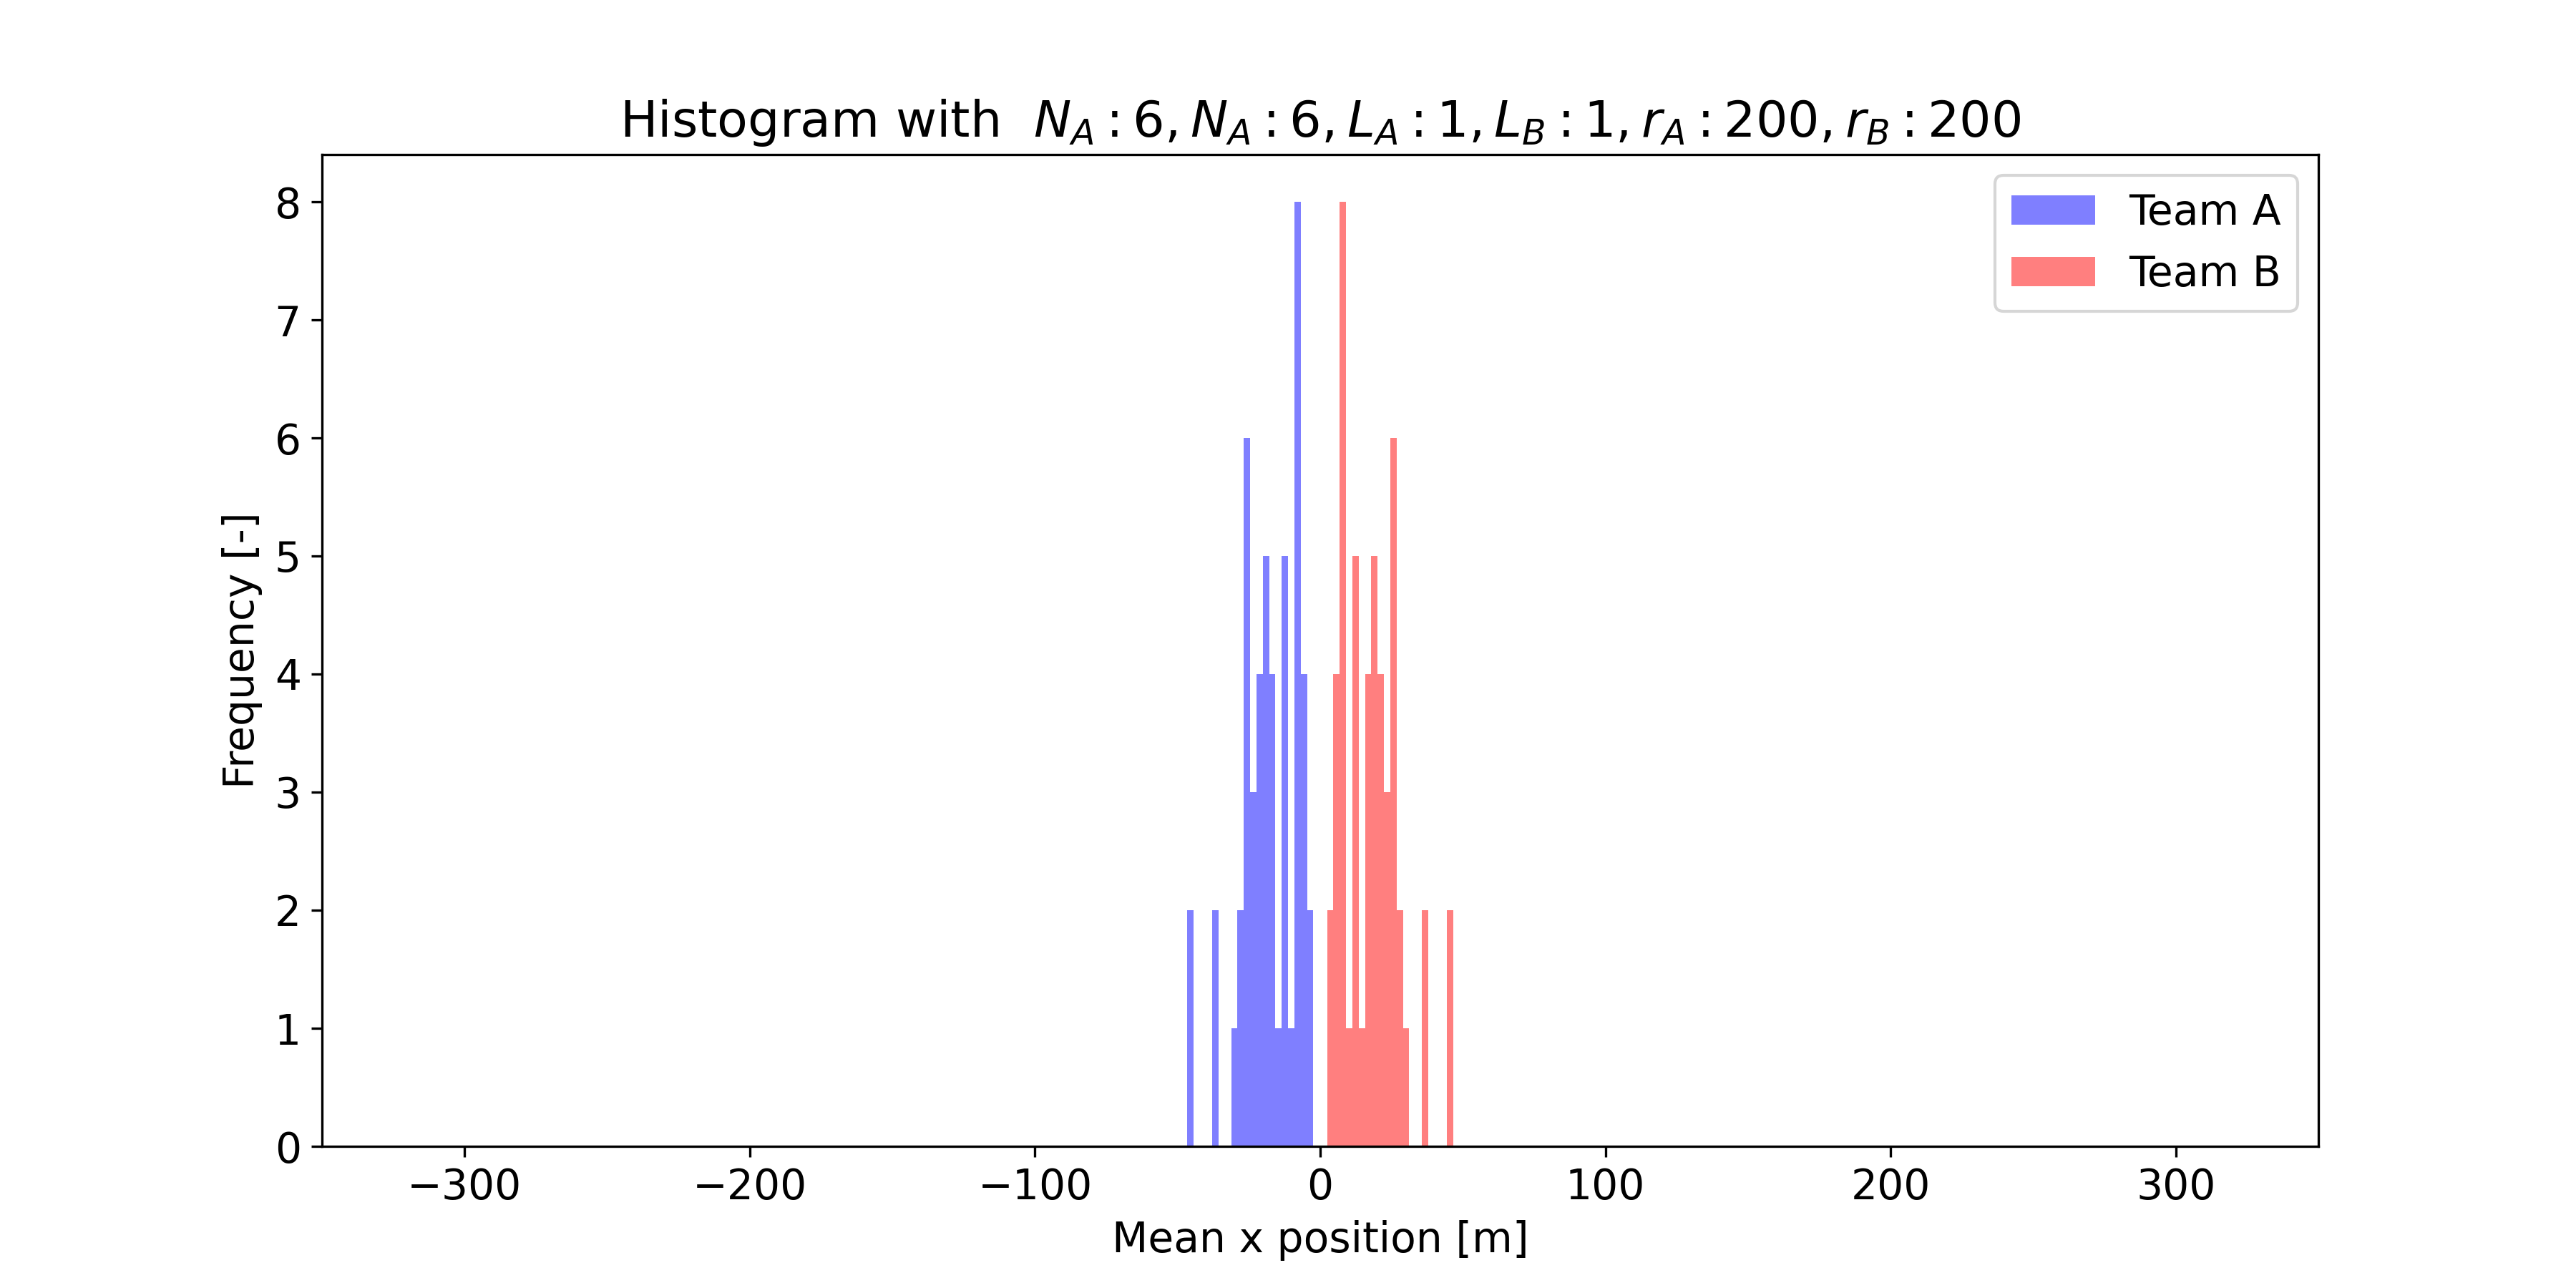 Histogram with N_A : 6, N_A : 6, L_A : 1, L_B : 1, r_A : 200, r_B : 200
Team A
Team B
8
7
6
5
4
3
2
1
0
Frequency [-]
−300 −200 −100 0 100 200 300
Mean x position [m]